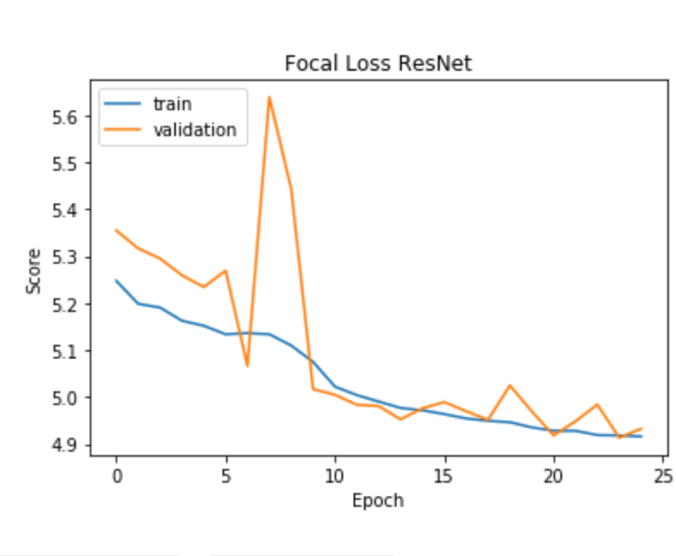 Focal Loss ResNet
train
validation
5.6
5.5
5.4
5.3
5.2
5.1
5.0
4.9
Score
0 5 10 15 20 25
Epoch